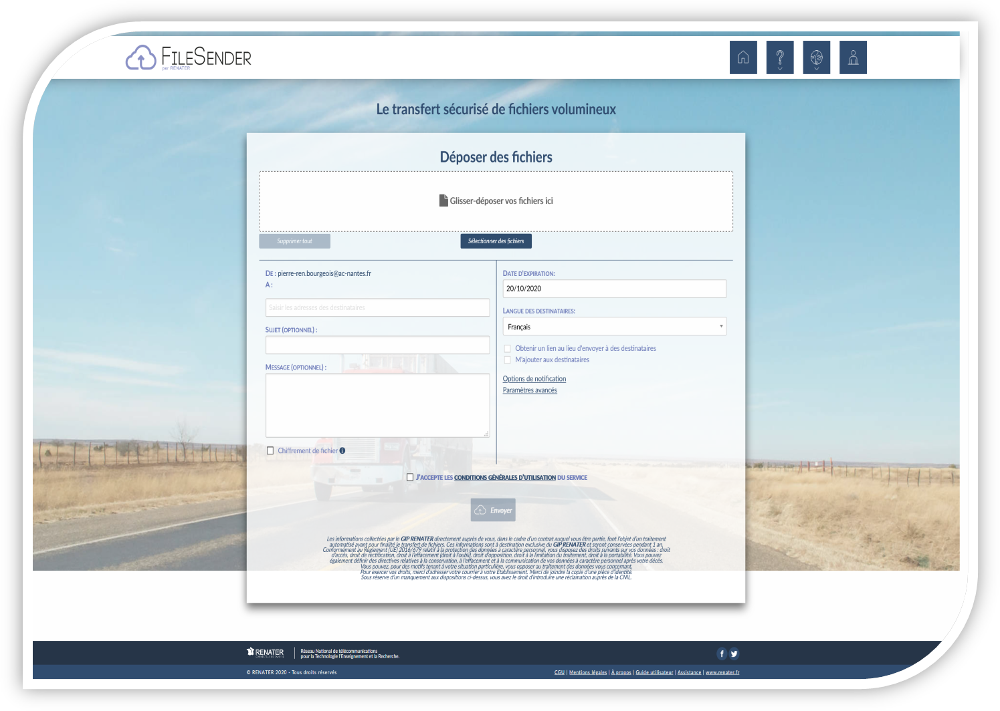 FILESENDER
par RENATER
Le transfert sécurisé de fichiers volumineux
Déposer des fichiers
Glisser-déposer vos fichiers ici
Supprimer tout
Sélectionner des fichiers
DE : pierre-ren.bourgeois@ac-nantes.fr
A :
Saisir les adresses des destinataires
SUJET (OPTIONNEL) :
MESSAGE (OPTIONNEL) :
Chiffrement de fichier
DATE D'EXPIRATION:
20/10/2020
LANGUE DES DESTINATAIRES:
Français
Obtenir un lien au lieu d'envoyer à des destinataires
M'ajouter aux destinataires
Options de notification
Paramètres avancés
J'ACCEPTE LES CONDITIONS GÉNÉRALES D'UTILISATION DU SERVICE
Envoyer
Les informations collectées par le GIP RENATER directement auprès de vous, dans le cadre d'un contrat auquel vous être partie, font l'objet d'un traitement
automatisé ayant pour finalité le transfert de fichiers. Ces informations sont à destination exclusive du GIP RENATER et seront conservées pendant 1 an.
Conformément au Règlement (UE) 2016/679 relatif à la protection des données à caractère personnel, vous disposez des droits suivants sur vos données : droit
d'accès, droit de rectification, droit à l'effacement (droit à l'oubli), droit d'opposition, droit à la limitation du traitement, droit à la portabilité. Vous pouvez
également définir des directives relatives à la conservation, à l'effacement et à la communication de vos données à caractère personnel après votre décès.
Vous pouvez, pour des motifs tenant à votre situation particulière, vous opposer au traitement des données vous concernant.
Pour exercer vos droits, merci d'adresser votre courrier à votre Etablissement. Merci de joindre la copie d'une pièce d'identité.
Sous réserve d'un manquement aux dispositions ci-dessus, vous avez le droit d'introduire une réclamation auprès de la CNIL.
RENATER
Réseau National de télécommunications
pour la Technologie l'Enseignement et la Recherche.
© RENATER 2020 - Tous droits réservés
CGU | Mentions légales | À propos | Guide utilisateur | Assistance | www.renater.fr